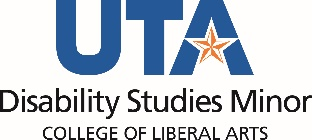 UTA
Disability Studies Minor
COLLEGE OF LIBERAL ARTS